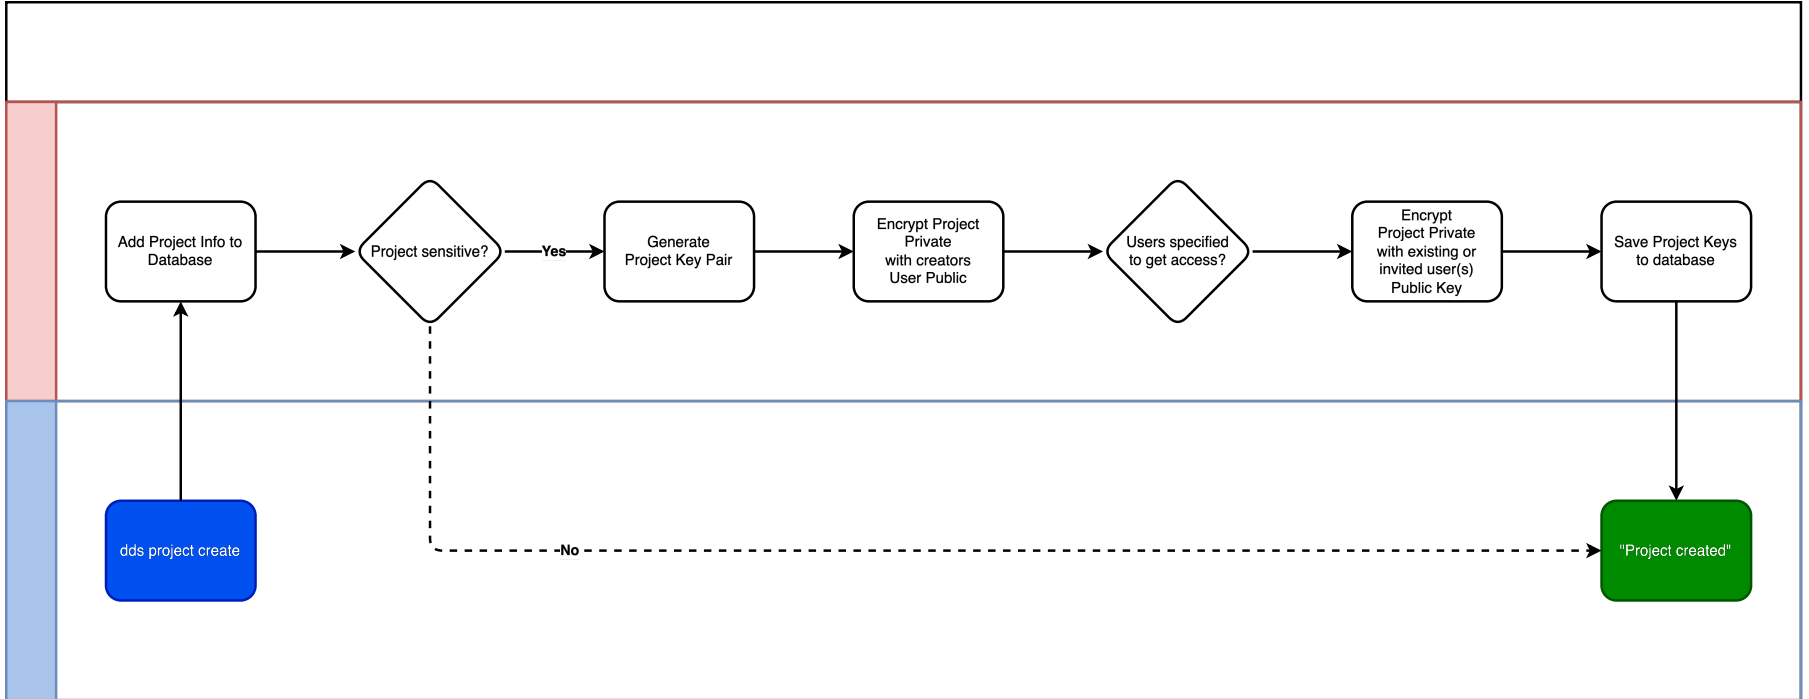 Add Project Info to
Database
Project sensitive?
Yes
Generate
Project Key Pair
Encrypt Project
Private
with creators
User Public
Users specified
to get access?
Encrypt
Project Private
with existing or
invited user(s)
Public Key
Save Project Keys
to database
dds project create
No
"Project created"